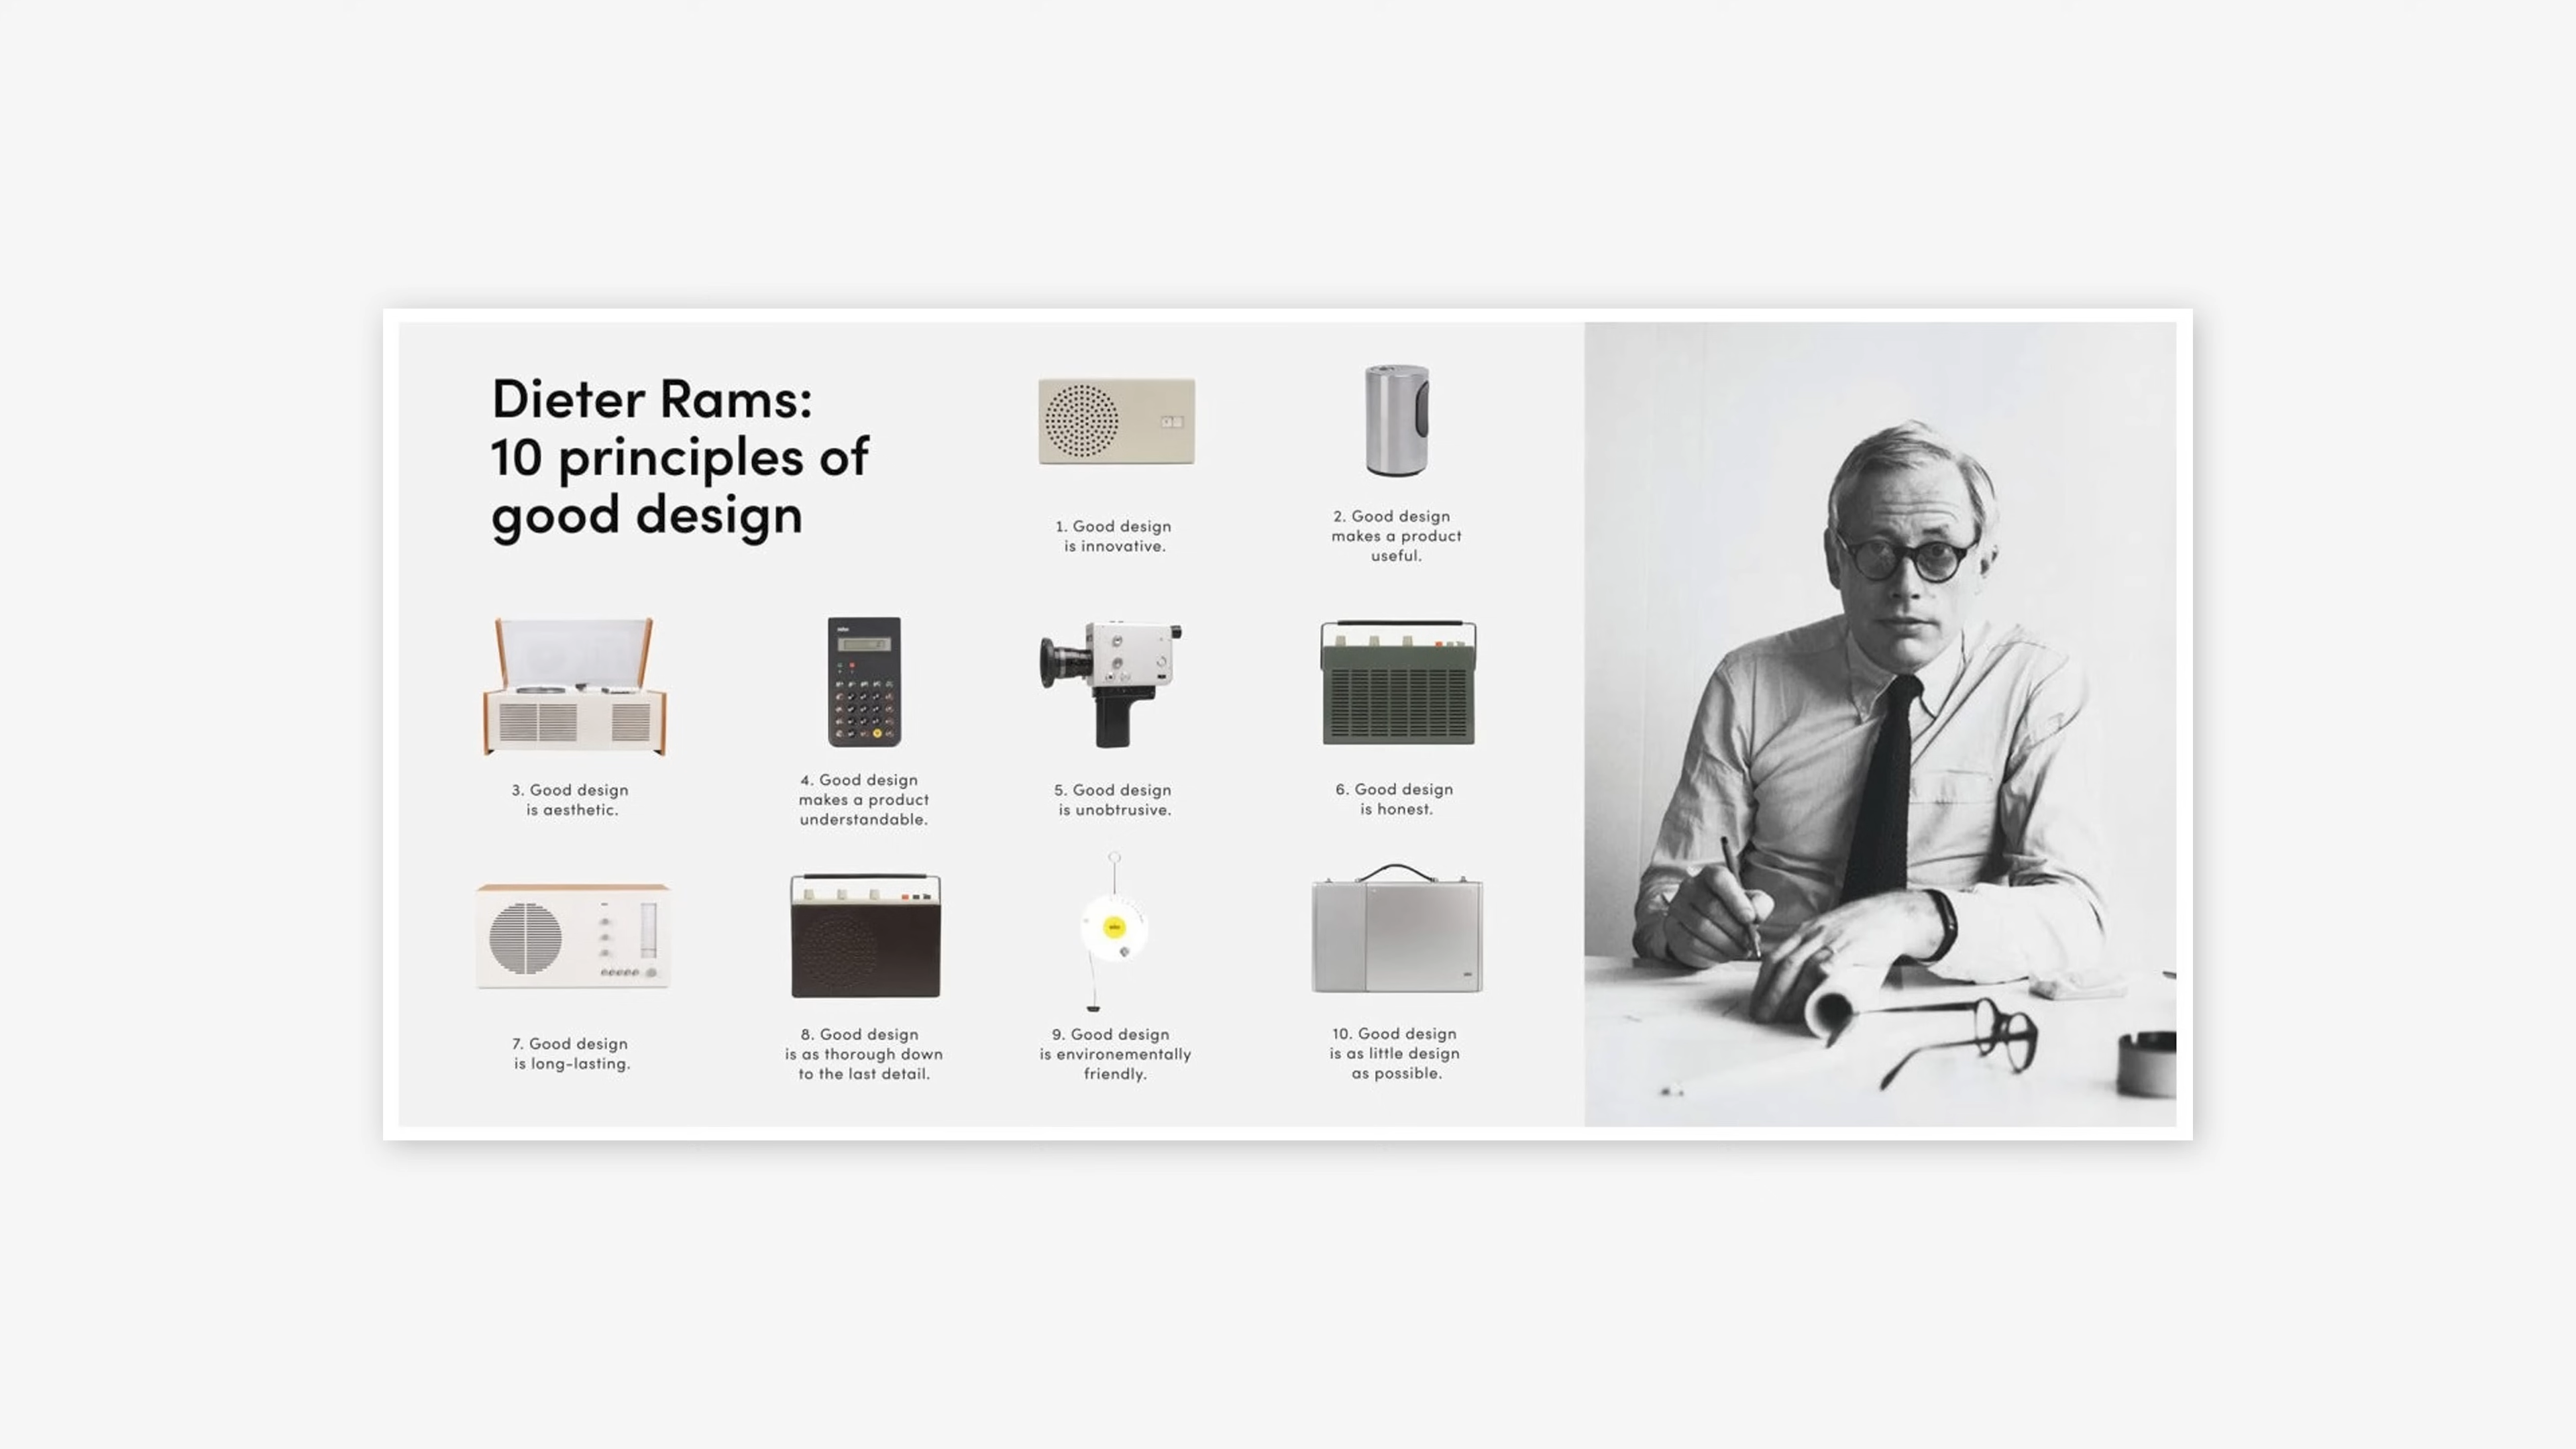 Dieter Rams:
10 principles of
good design
1. Good design
is innovative.
2. Good design
makes a product
useful.
3. Good design
is aesthetic.
4. Good design
makes a product
understandable.
5. Good design
is unobtrusive.
6. Good design
is honest.
7. Good design
is long-lasting.
8. Good design
is as thorough down
to the last detail.
9. Good design
is environementally
friendly.
10. Good design
is as little design
as possible.